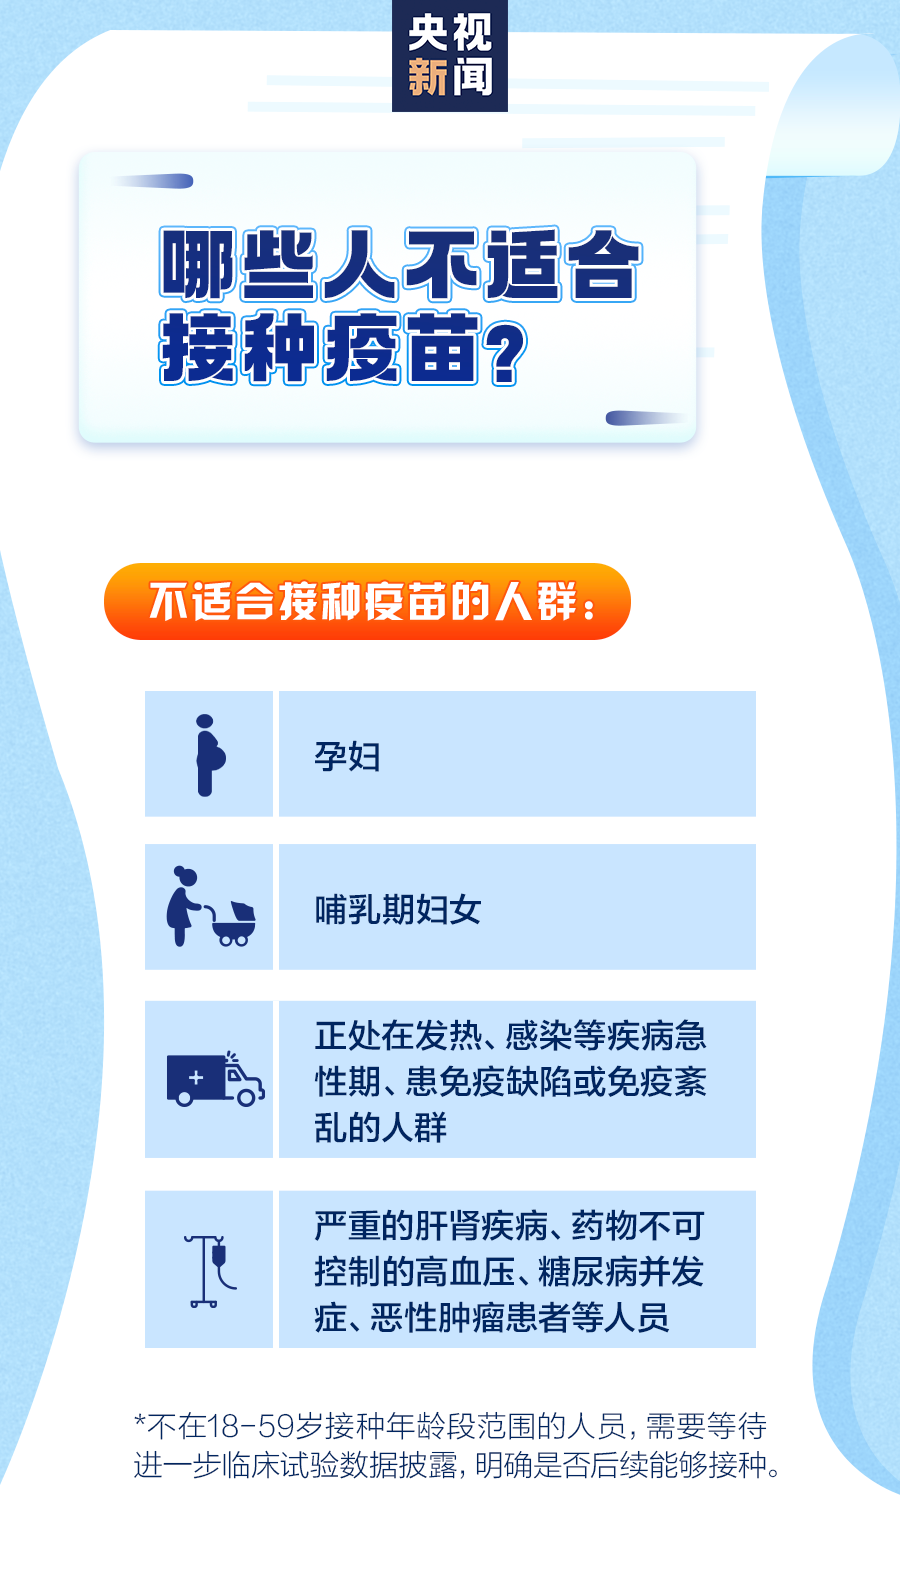 央视
新闻
哪些人不适合
接种疫苗?
不适合接种疫苗的人群:
孕妇
哺乳期妇女
正处在发热、感染等疾病急
性期、患免疫缺陷或免疫紊
乱的人群
严重的肝肾疾病、药物不可
控制的高血压、糖尿病并发
症、恶性肿瘤患者等人员
*不在18-59岁接种年龄段范围的人员,需要等待
进一步临床试验数据披露,明确是否后续能够接种。